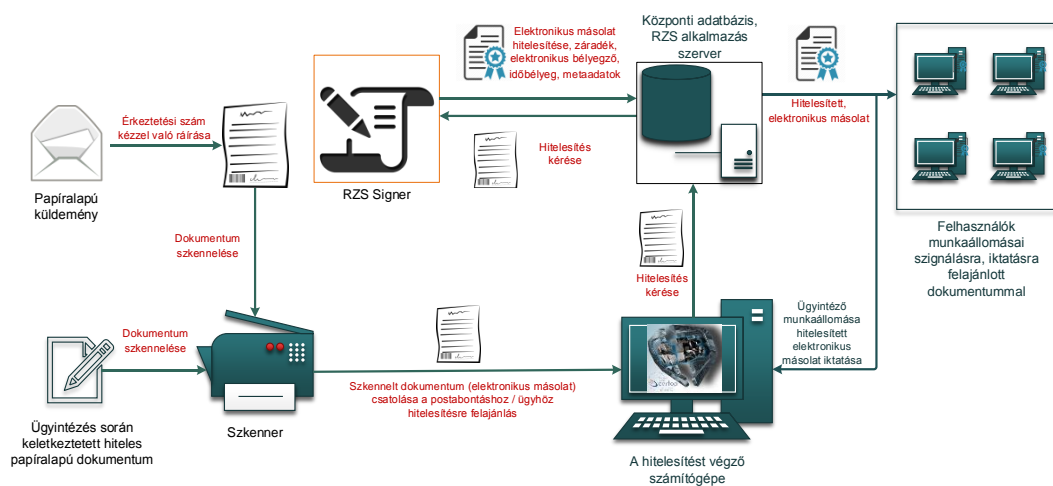 Elektronikus másolat
hitelesítése, záradék,
elektronikus bélyegző,
időbélyeg, metaadatok
Központi adatbázis,
RZS alkalmazás
szerver
Érkeztetési szám
kézzel való ráírása
Hitelesített,
elektronikus másolat
Hitelesítés
kérése
Papíralapú
küldemény
RZS Signer
Felhasználók
munkaállomásai
szignálásra, iktatásra
felajánlott
dokumentummal
Dokumentum
szkennelése
Hitelesítés
kérése
Ügyintéző
munkaállomása
hitelesített
elektronikus
másolat iktatása
Dokumentum
szkennelése
Szkennelt dokumentum (elektronikus másolat)
csatolása a postabontáshoz / ügyhöz
hitelesítésre felajánlás
Szkenner
Ügyintézés során
keletkeztetett hiteles
papíralapú dokumentum
A hitelesítést végző
számítógépe